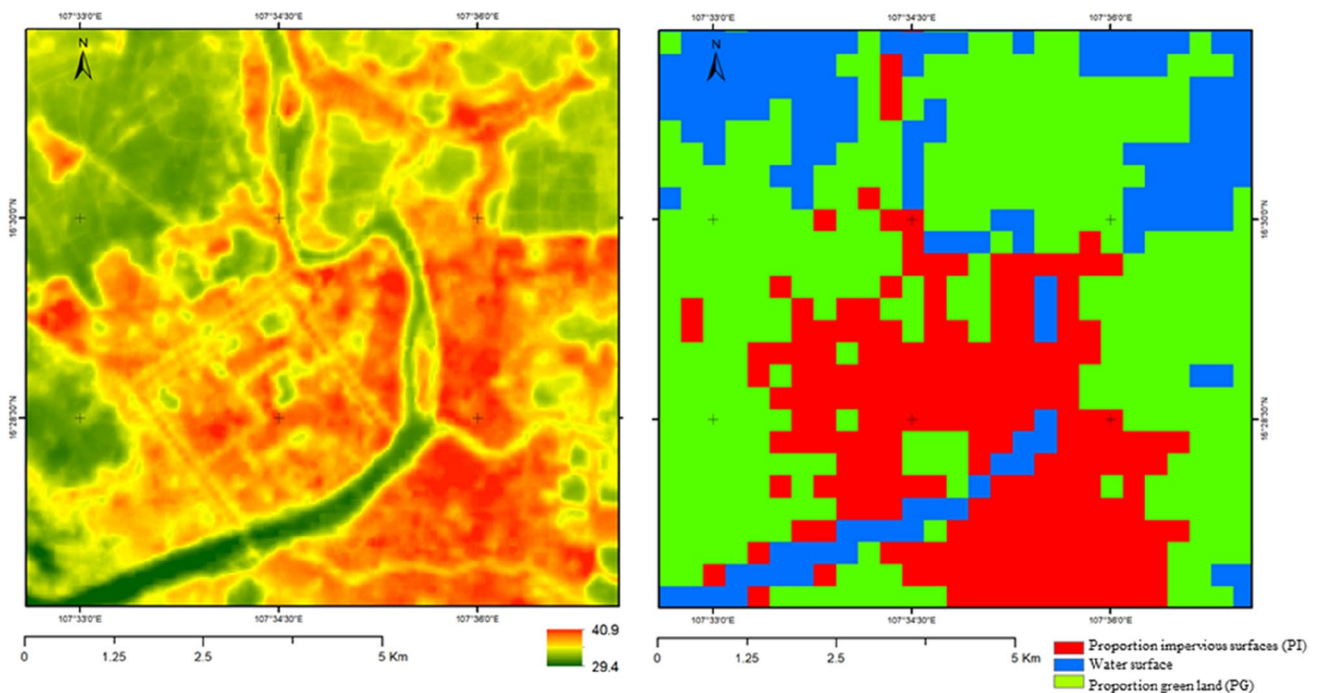 107°33'0"E 107°34'30"E 107°36'0"E
107°33'0"E 107°34'30"E 107°36'0"E
N
N
16°30'0"N
16°30'0"N
16°28'30"N
16°28'30"N
107°33'0"E 107°34'30"E 107°36'0"E
107°33'0"E 107°34'30"E 107°36'0"E
40.9
29.4
0 1.25 2.5 5 Km
0 1.25 2.5 5 Km
Proportion impervious surfaces (PI)
Water surface
Proportion green land (PG)